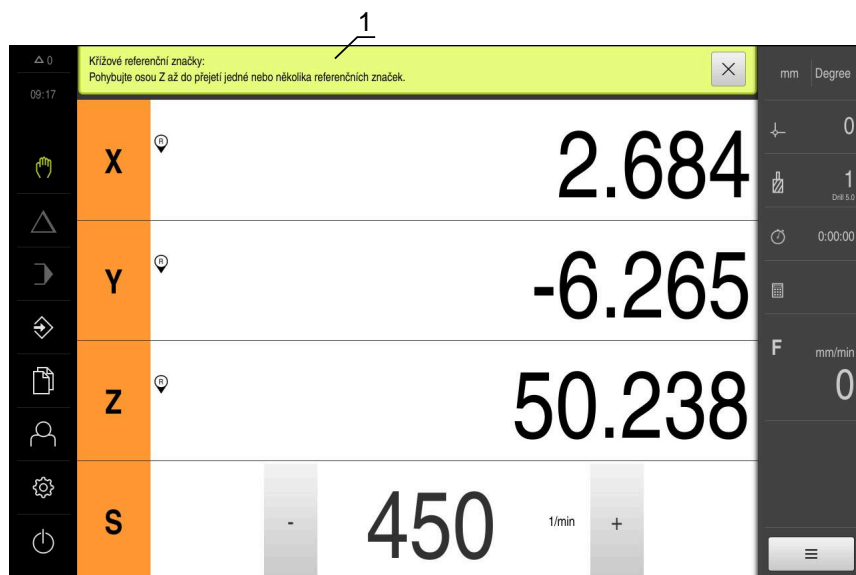 1
0
09:17
Křížové referenční značky:
Pohybujte osou Z až do přejetí jedné nebo několika referenčních značek.
mm Degree
X R 2.684
Y R -6.265
Z R 50.238
S - 450 1/min +
0
1
Drill 5.0
0:00:00
F mm/min
0